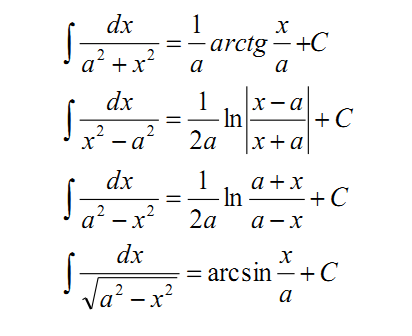 ∫ dx / (a² + x²) = 1/a arctg x/a + C
∫ dx / (x² − a²) = 1/2a ln |(x − a) / (x + a)| + C
∫ dx / (a² − x²) = 1/2a ln (a + x) / (a − x) + C
∫ dx / √(a² − x²) = arcsin x/a + C